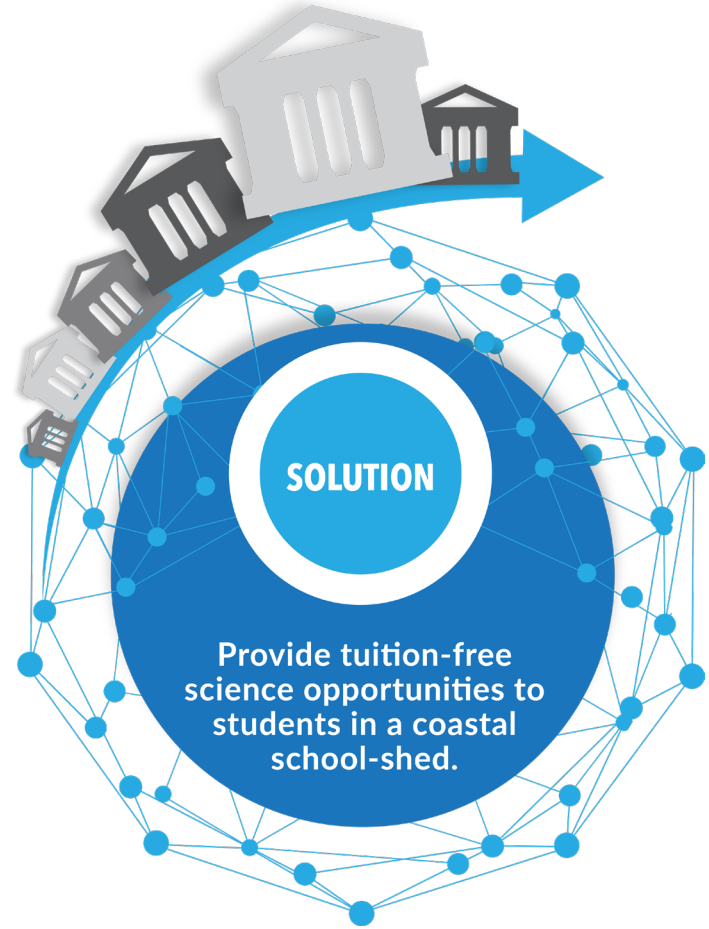 SOLUTION
Provide tuition-free
science opportunities to
students in a coastal
school-shed.